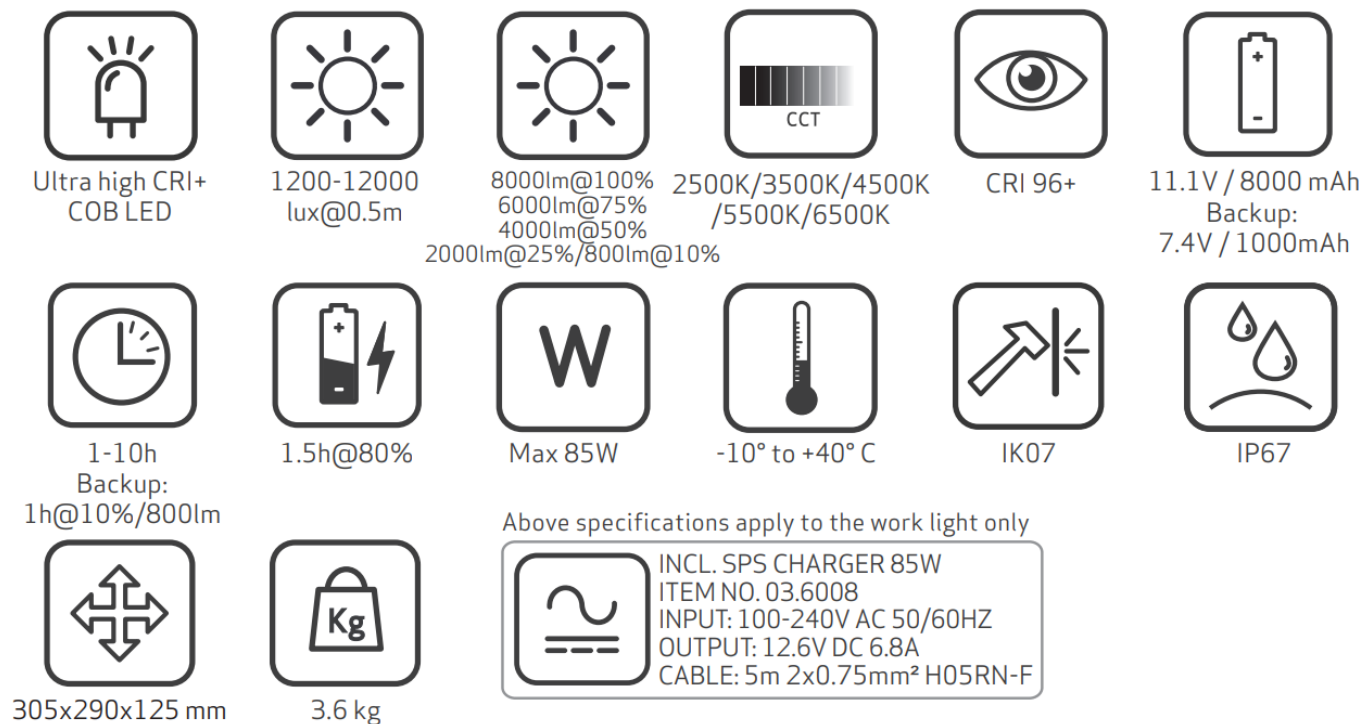 CCT
Ultra high CRI+
COB LED
1200-12000
lux@0.5m
8000lm@100%
6000lm@75%
4000lm@50%
2000lm@25%/800lm@10%
2500K/3500K/4500K
/5500K/6500K
CRI 96+
+
-
11.1V / 8000 mAh
Backup:
7.4V / 1000mAh
1-10h
Backup:
1h@10%/800lm
+
-
1.5h@80%
W
Max 85W
-10° to +40° C
IK07
IP67
305x290x125 mm
Kg
3.6 kg
Above specifications apply to the work light only
INCL. SPS CHARGER 85W
ITEM NO. 03.6008
INPUT: 100-240V AC 50/60HZ
OUTPUT: 12.6V DC 6.8A
CABLE: 5m 2x0.75mm² H05RN-F